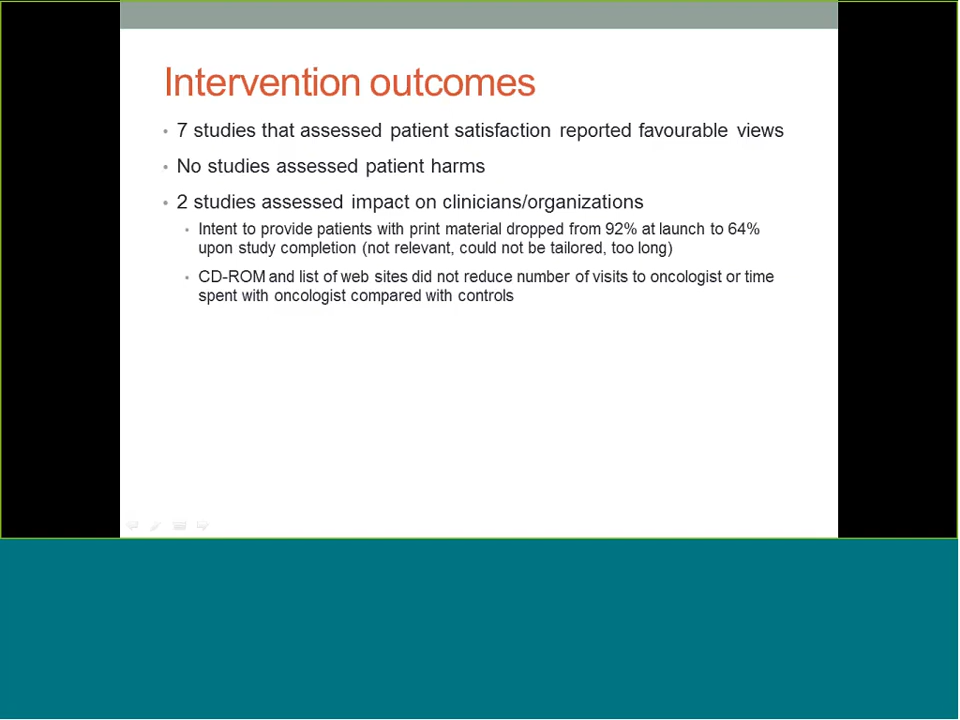 Intervention outcomes
• 7 studies that assessed patient satisfaction reported favourable views
• No studies assessed patient harms
• 2 studies assessed impact on clinicians/organizations
• Intent to provide patients with print material dropped from 92% at launch to 64%
upon study completion (not relevant, could not be tailored, too long)
• CD-ROM and list of web sites did not reduce number of visits to oncologist or time
spent with oncologist compared with controls